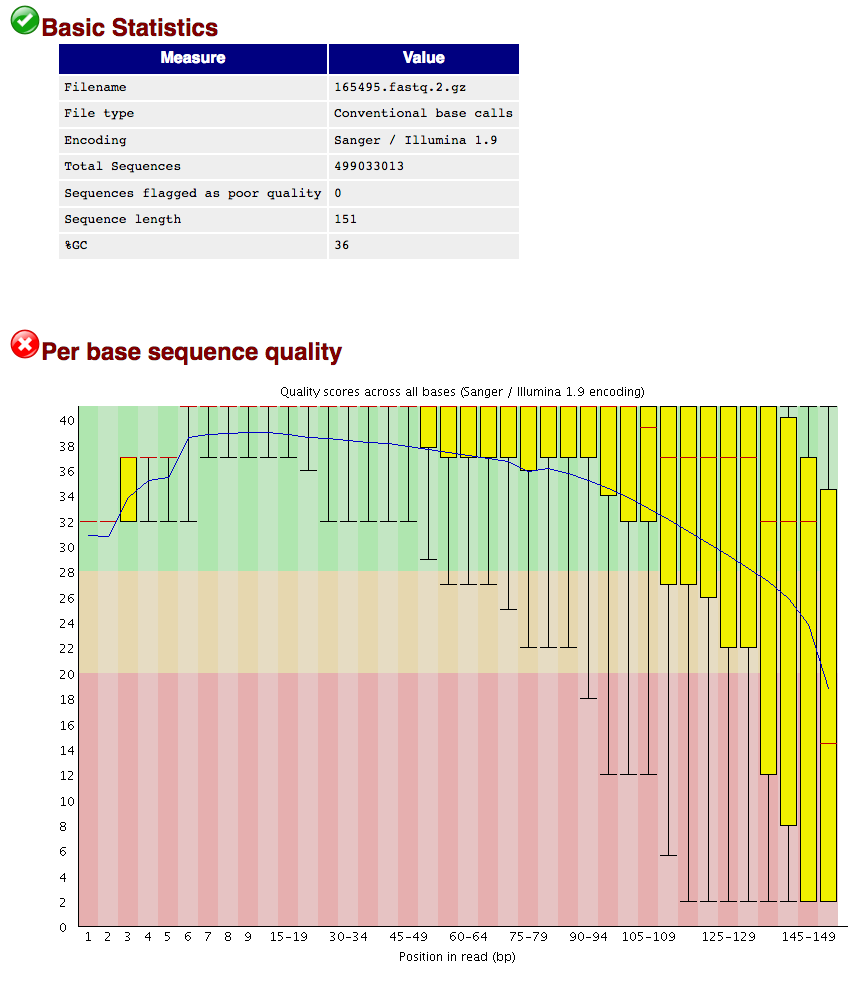 Basic Statistics
Measure Value
Filename 165495.fastq.2.gz
File type Conventional base calls
Encoding Sanger / Illumina 1.9
Total Sequences 499033013
Sequences flagged as poor quality 0
Sequence length 151
%GC 36
Per base sequence quality
Quality scores across all bases (Sanger / Illumina 1.9 encoding)
40
38
36
34
32
30
28
26
24
22
20
18
16
14
12
10
8
6
4
2
0
1 2 3 4 5 6 7 8 9 15-19 30-34 45-49 60-64 75-79 90-94 105-109 125-129 145-149
Position in read (bp)